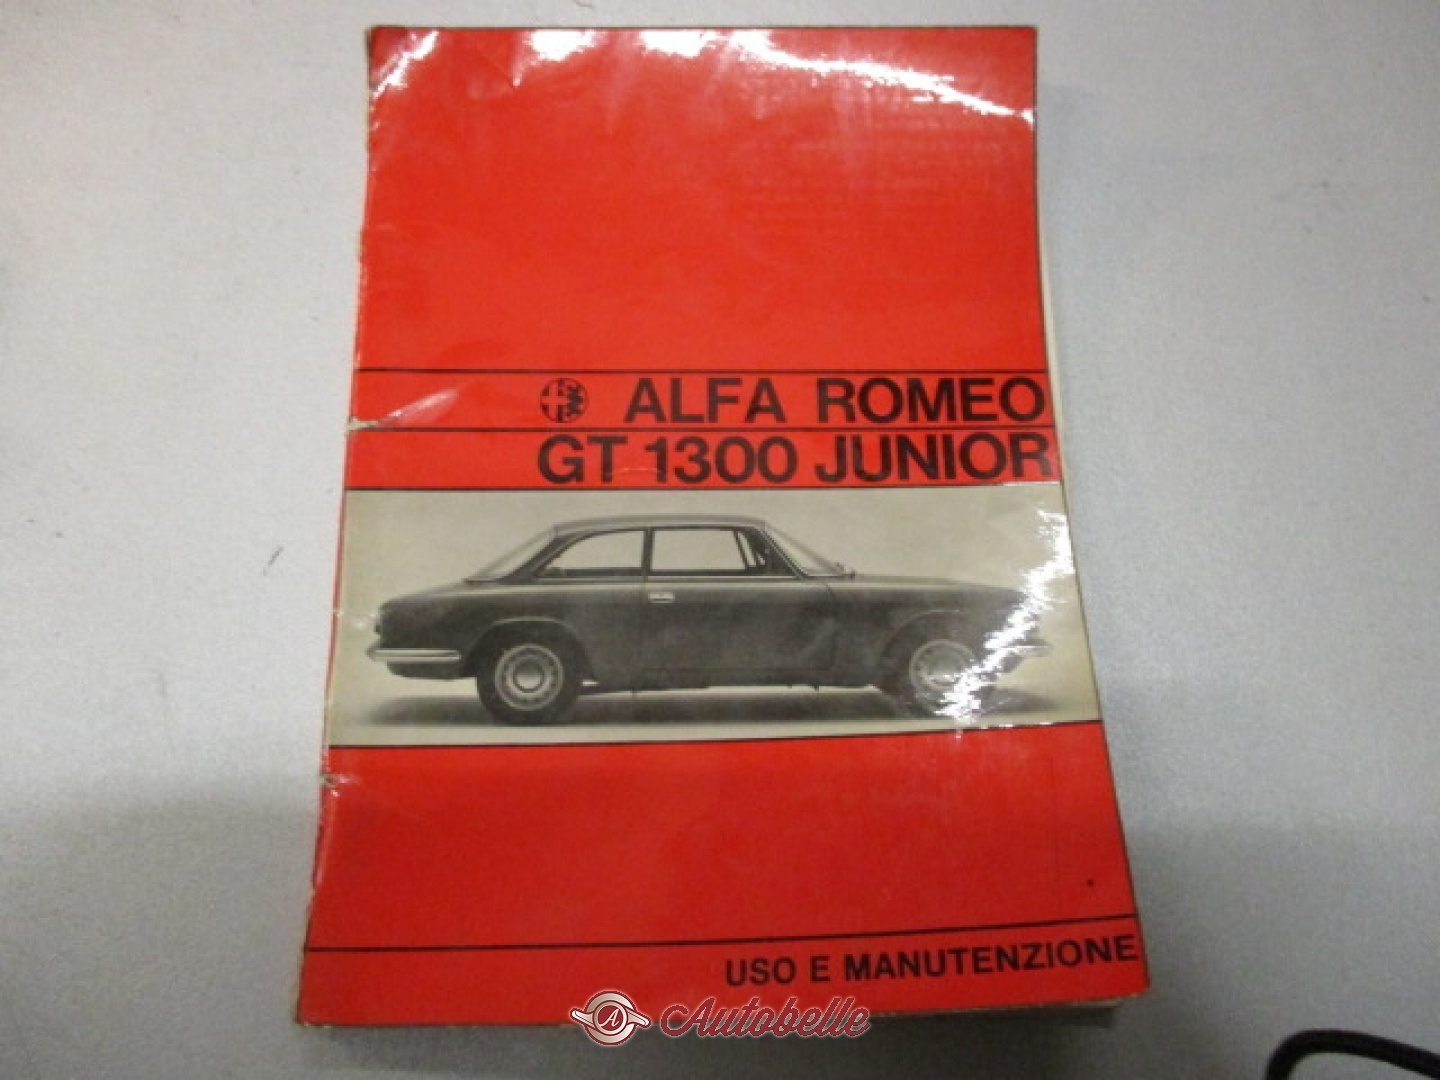 ALFA ROMEO
GT 1300 JUNIOR
USO E MANUTENZIONE
A Autobelle